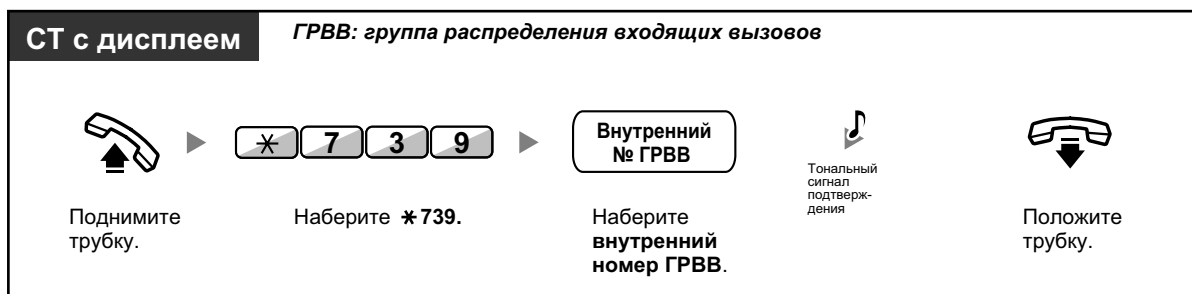 СТ с дисплеем
ГРВВ: группа распределения входящих вызовов
* 7 3 9
Внутренний
№ ГРВВ
Тональный
сигнал
подтверж-
дения
Поднимите
трубку.
Наберите *739.
Наберите
внутренний
номер ГРВВ.
Положите
трубку.